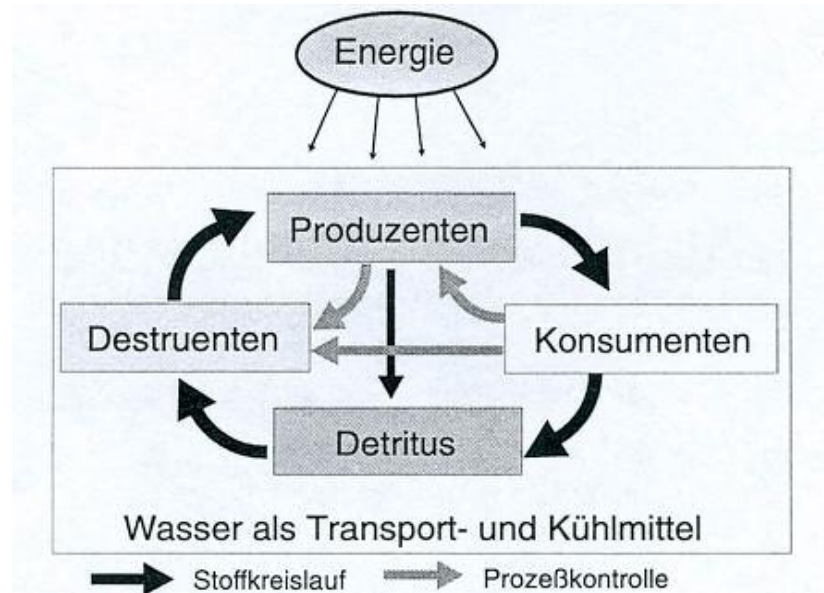 Energie
Produzenten
Destruenten
Konsumenten
Detritus
Wasser als Transport- und Kühlmittel
Stoffkreislauf
Prozeßkontrolle